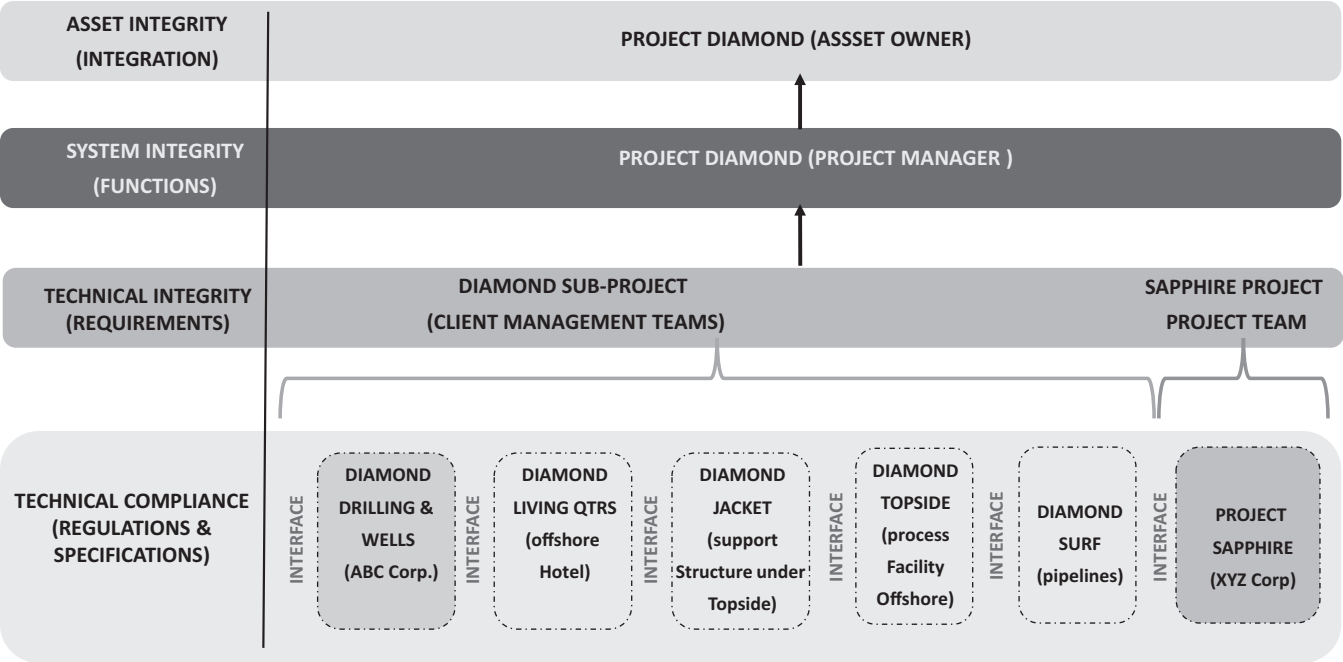 ASSET INTEGRITY
(INTEGRATION)
PROJECT DIAMOND (ASSSET OWNER)
SYSTEM INTEGRITY
(FUNCTIONS)
PROJECT DIAMOND (PROJECT MANAGER )
TECHNICAL INTEGRITY
(REQUIREMENTS)
DIAMOND SUB-PROJECT
(CLIENT MANAGEMENT TEAMS)
SAPPHIRE PROJECT
PROJECT TEAM
TECHNICAL COMPLIANCE
(REGULATIONS &
SPECIFICATIONS)
INTERFACE
DIAMOND
DRILLING &
WELLS
(ABC Corp.)
INTERFACE
DIAMOND
LIVING QTRS
(offshore
Hotel)
INTERFACE
DIAMOND
JACKET
(support
Structure under
Topside)
INTERFACE
DIAMOND
TOPSIDE
(process
Facility
Offshore)
INTERFACE
DIAMOND
SURF
(pipelines)
INTERFACE
PROJECT
SAPPHIRE
(XYZ Corp)